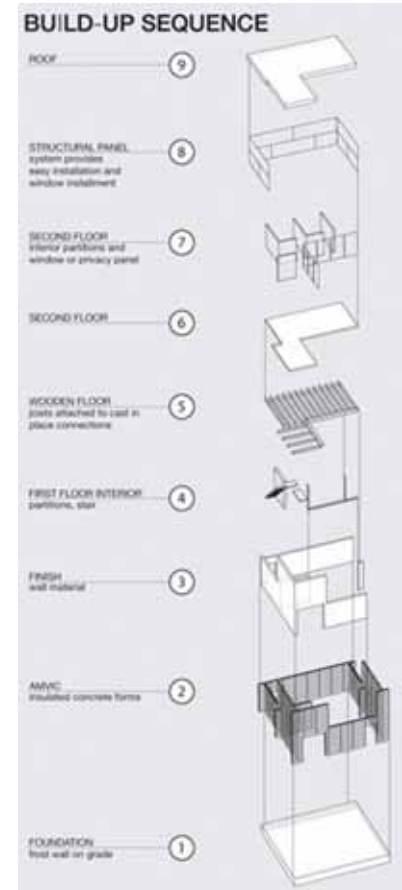 BUILD-UP SEQUENCE
ROOF
9
STRUCTURAL PANEL
system provides
easy installation and
window installment
8
SECOND FLOOR
interior partitions and
window or privacy panel
7
SECOND FLOOR
6
WOODEN FLOOR
joists attached to cast in
place connections
5
FIRST FLOOR INTERIOR
partitions, stair
4
FINISH
wall material
3
AMVIC
insulated concrete forms
2
FOUNDATION
frost wall on grade
1